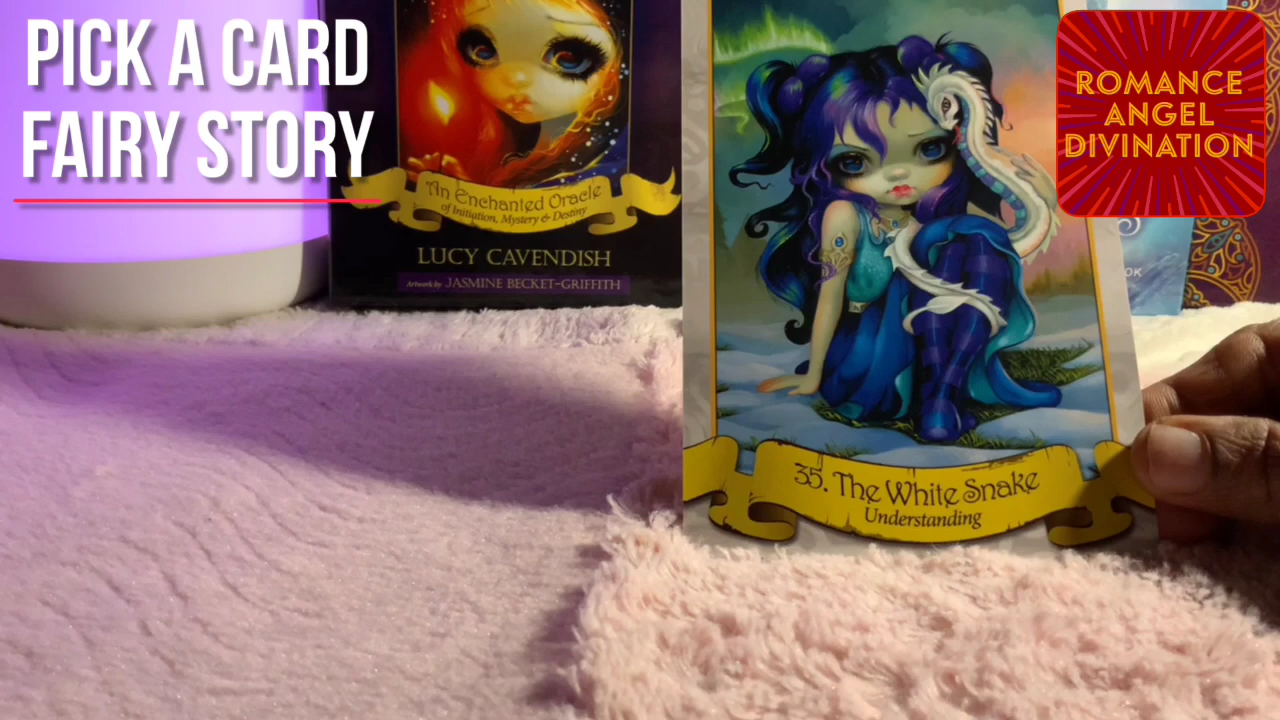 PICK A CARD
FAIRY STORY
An Enchanted Oracle
of Initiation, Mystery & Destiny
LUCY CAVENDISH
Artwork by JASMINE BECKET-GRIFFITH
35. The White Snake
Understanding
ROMANCE
ANGEL
DIVINATION